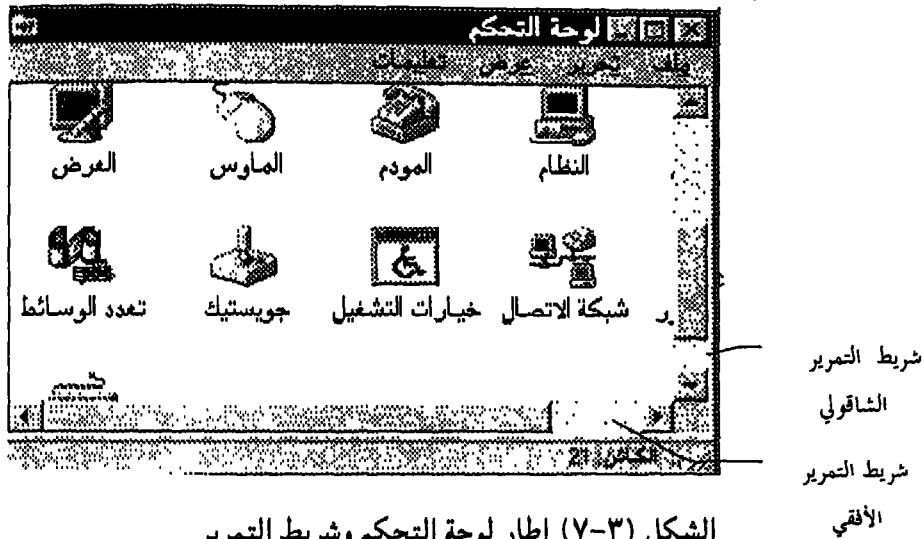 لوحة التحكم
ملف تحرير عرض تعليمات
النظام المودم الماوس العرض
شبكة الاتصال خيارات التشغيل جويستيك تعدد الوسائط
شريط التمرير
الشاقولي
شريط التمرير
الأفقي
21 الكائن
الشكل (٣-٧) إطار لوحة التحكم وشريط التمرير